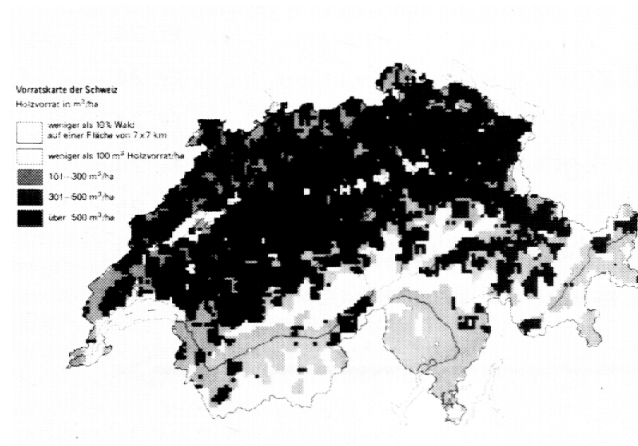 Vorratskarte der Schweiz
Holzvorrat in m³/ha
weniger als 10% Wald
auf einer Fläche von 7×7 km
weniger als 100 m³ Holzvorrat/ha
101–300 m³/ha
301–500 m³/ha
über 500 m³/ha